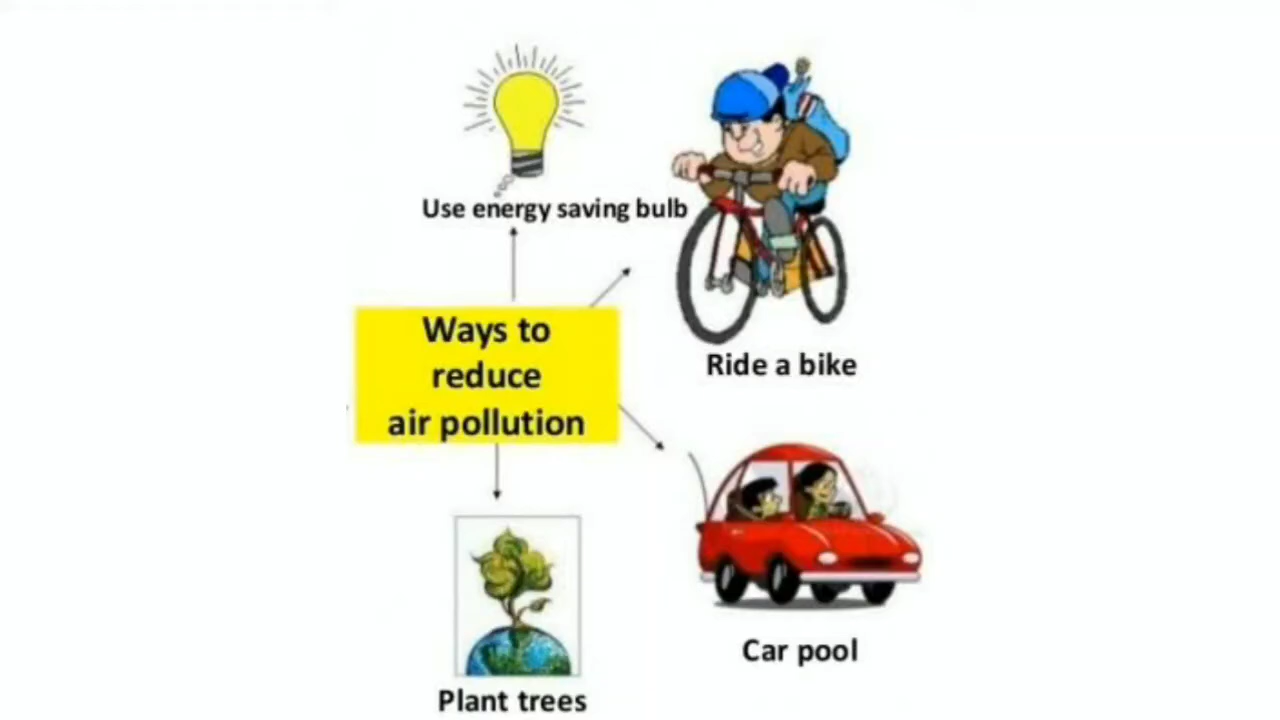 Use energy saving bulb
Ways to
reduce
air pollution
Ride a bike
Car pool
Plant trees